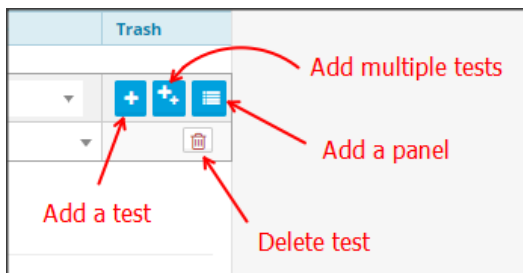 Trash
Add multiple tests
Add a panel
Add a test
Delete test